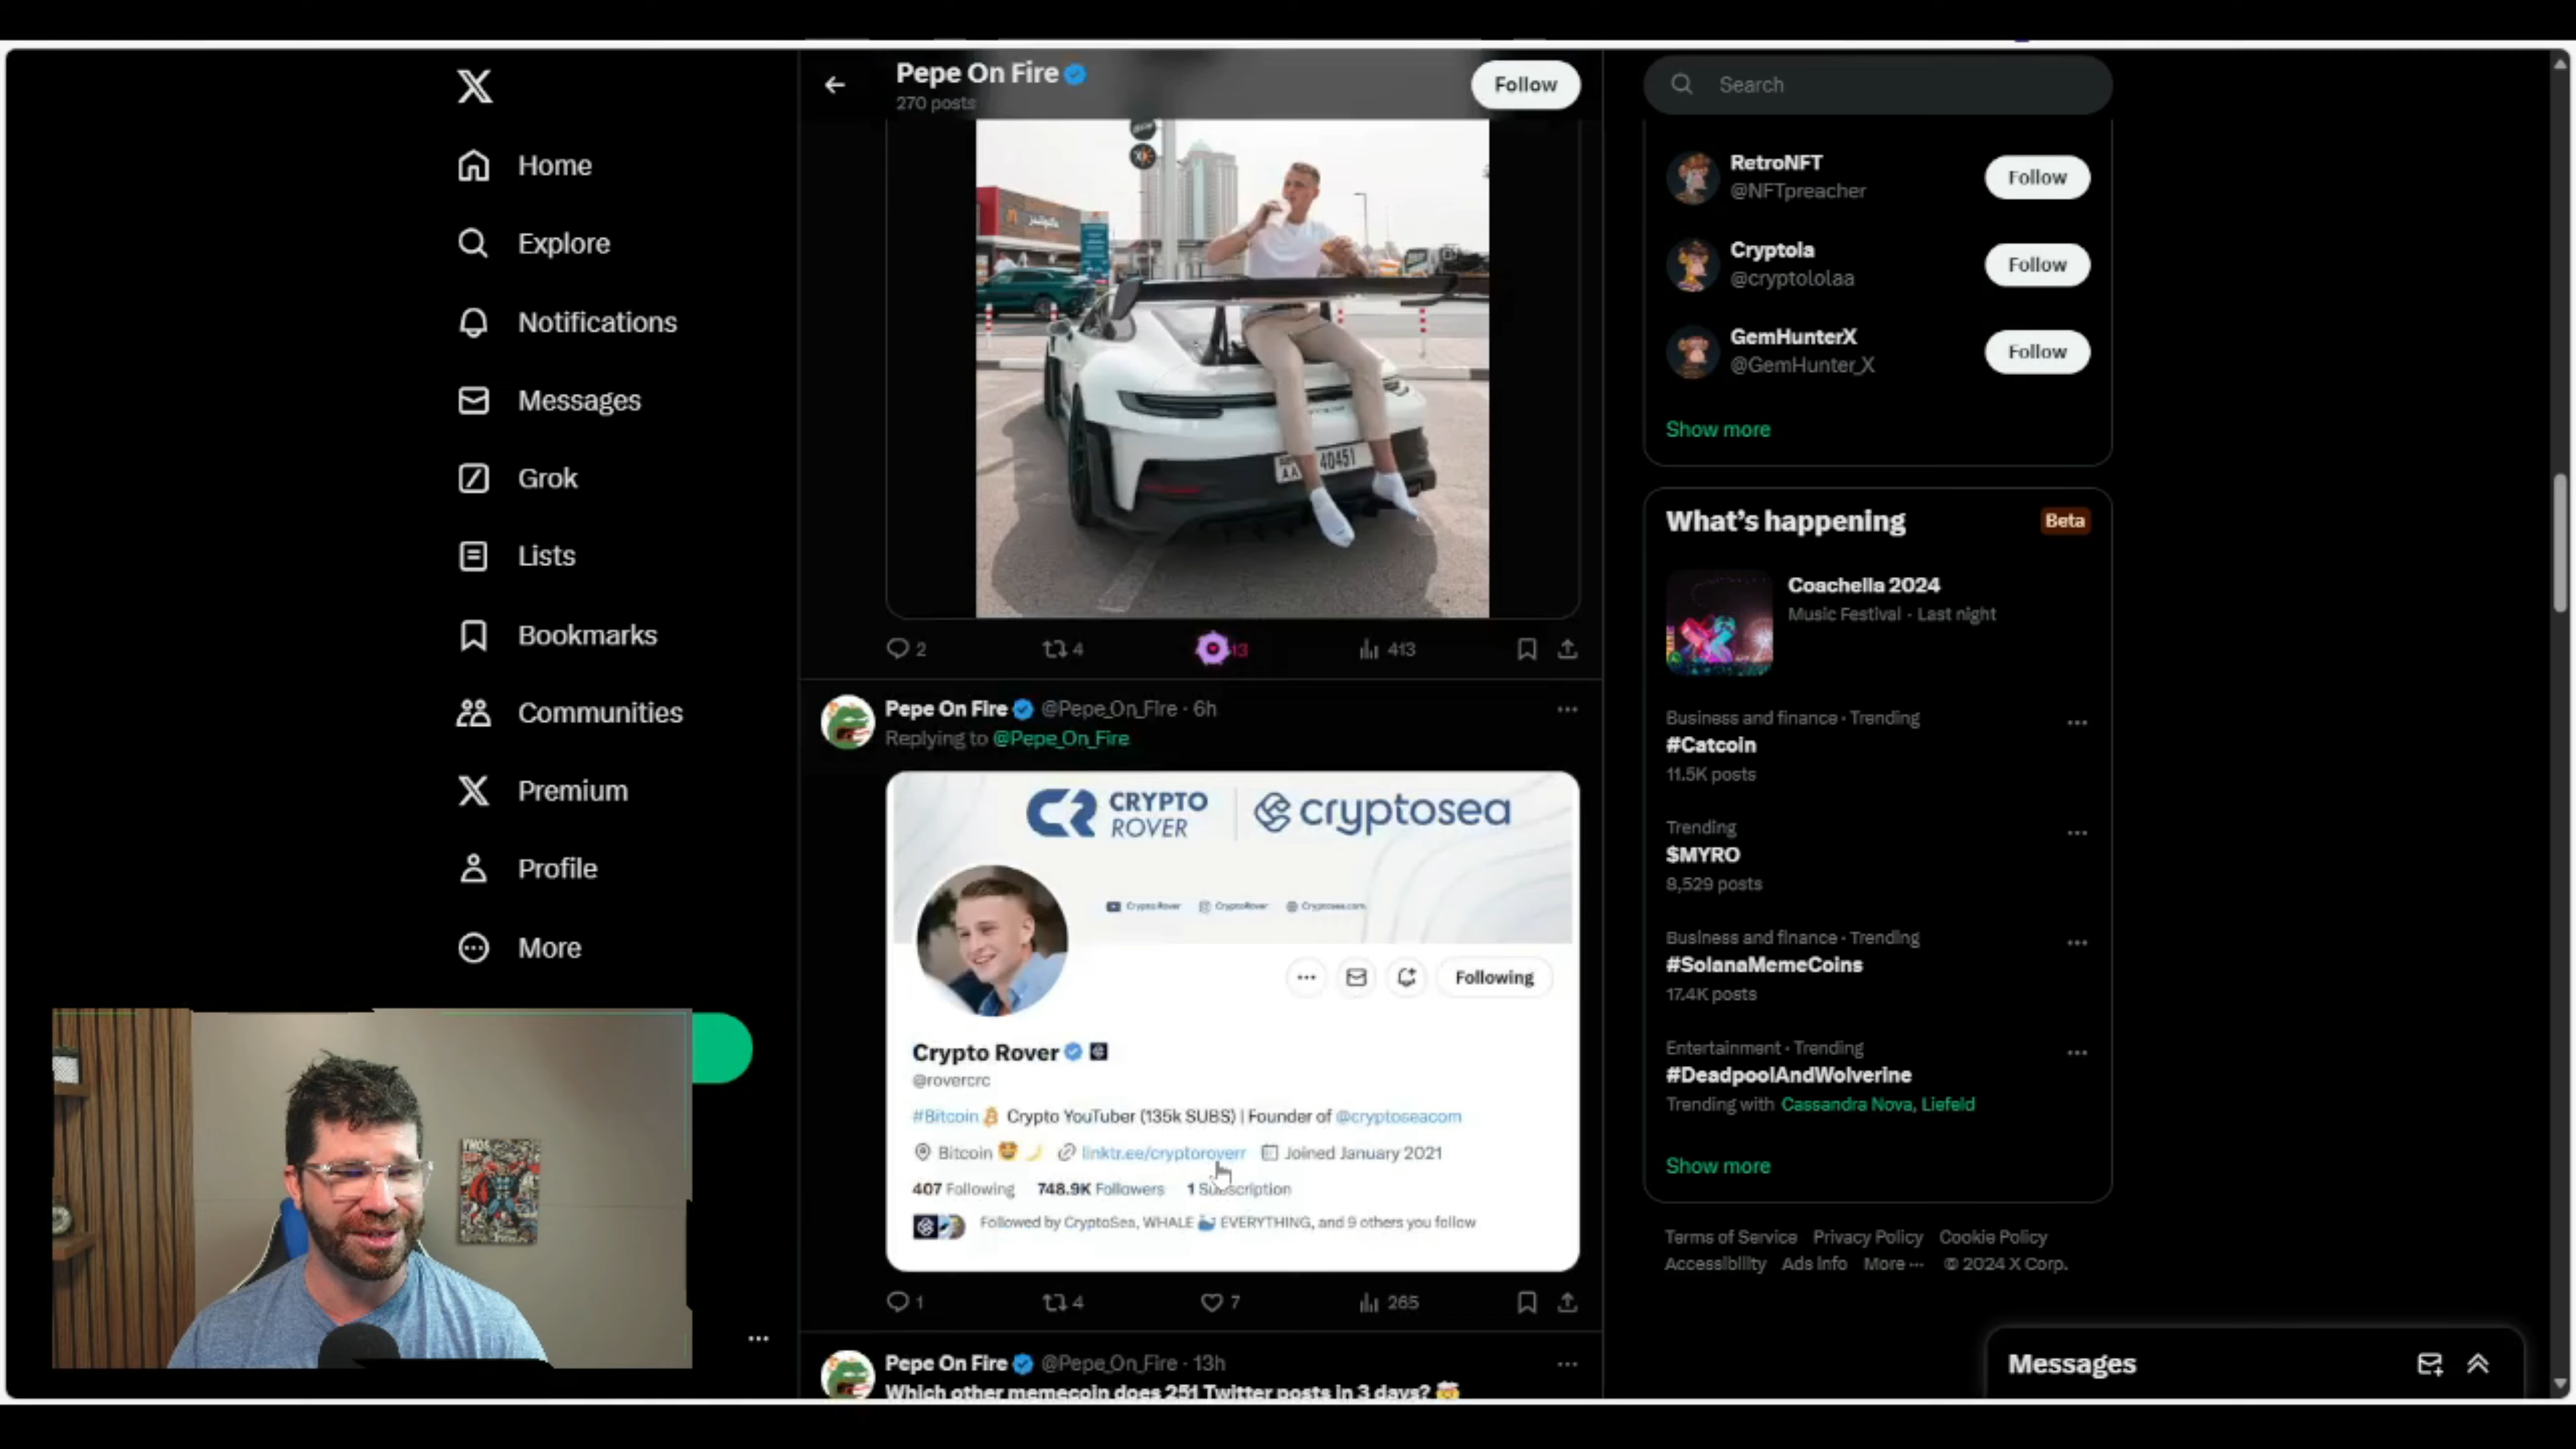 Home
Explore
Notifications
Messages
Grok
Lists
Bookmarks
Communities
Premium
Profile
More
Pepe On Fire
270 posts
Follow
40451
2
4
13
413
Pepe On Fire @Pepe_On_Fire · 6h
Replying to @Pepe_On_Fire
CRYPTO ROVER
cryptosea
Crypto Rover
CryptoRover
Cryptosea.com
Following
Crypto Rover
@rovercrc
#Bitcoin Crypto YouTuber (135k SUBS) | Founder of @cryptoseacom
Bitcoin linktr.ee/cryptoroverr Joined January 2021
407 Following 748.9K Followers 1 Subscription
Followed by CryptoSea, WHALE EVERYTHING, and 9 others you follow
1
4
7
265
Pepe On Fire @Pepe_On_Fire · 13h
Which other memecoin does 251 Twitter posts in 3 days? 🤯
Search
RetroNFT
@NFTpreacher
Follow
Cryptola
@cryptololaa
Follow
GemHunterX
@GemHunter_X
Follow
Show more
What's happening
Beta
Coachella 2024
Music Festival · Last night
Business and finance · Trending
#Catcoin
11.5K posts
Trending
$MYRO
8,529 posts
Business and finance · Trending
#SolanaMemeCoins
17.4K posts
Entertainment · Trending
#DeadpoolAndWolverine
Trending with Cassandra Nova, Liefeld
Show more
Terms of Service Privacy Policy Cookie Policy
Accessibility Ads info More ··· © 2024 X Corp.
Messages